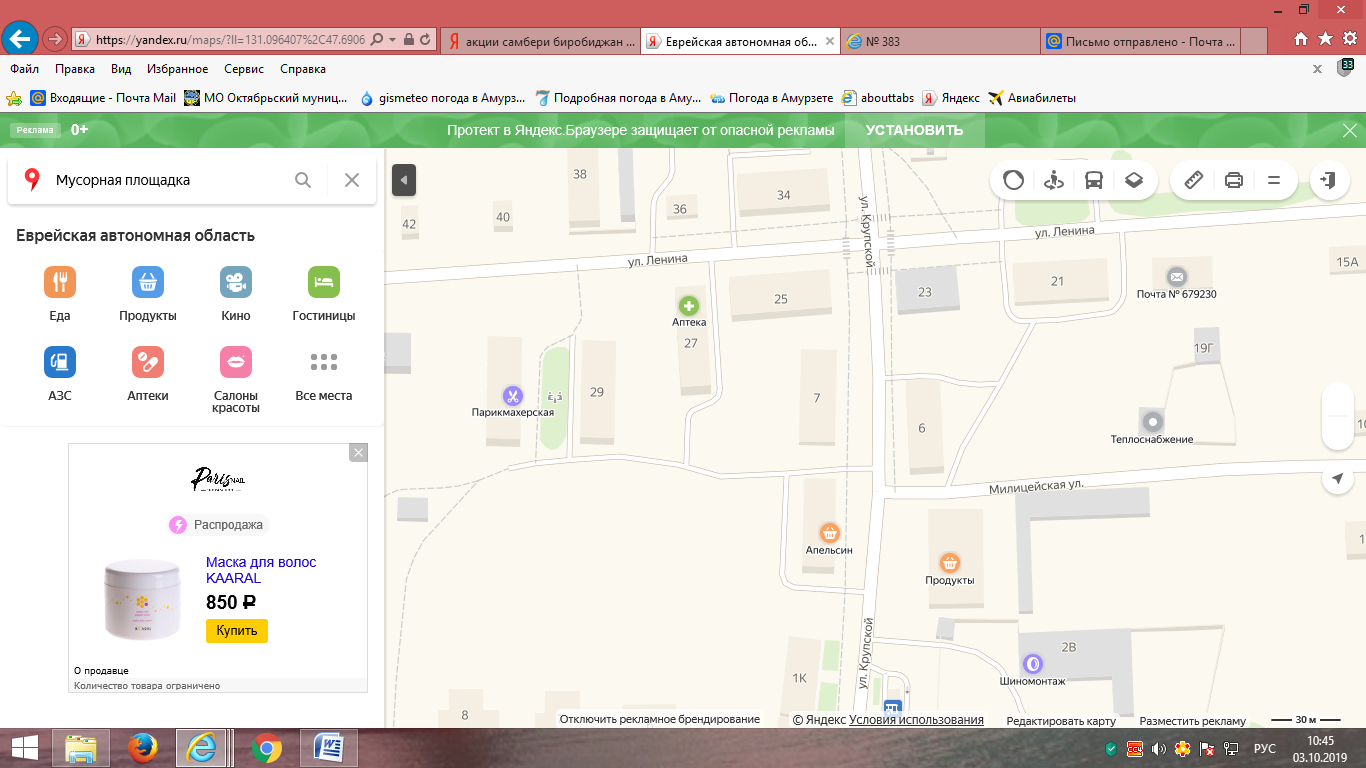 https://yandex.ru/maps/?ll=131.096407%2C47.6906
акции самбери биробиджан ...
Еврейская автономная об...
№ 383
Письмо отправлено - Почта ...
Файл Правка Вид Избранное Сервис Справка
33
Входящие - Почта Mail
МО Октябрьский муниц...
gismeteo погода в Амурз...
Подробная погода в Аму...
Погода в Амурзете
abouttabs
Яндекс
Авиабилеты
Реклама
0+
Протект в Яндекс.Браузере защищает от опасной рекламы
УСТАНОВИТЬ
Мусорная площадка
Еврейская автономная область
Еда
Продукты
Кино
Гостиницы
АЗС
Аптеки
Салоны
красоты
Все места
Paris NAIL
Распродажа
Маска для волос
KAARAL
850 ₽
Купить
О продавце
Количество товара ограничено
38
34
36
40
42
ул. Крупской
ул. Ленина
ул. Ленина
15А
21
Почта № 679230
23
25
Аптека
27
19Г
29
7
6
Парикмахерская
Теплоснабжение
Милицейская ул.
Апельсин
Продукты
ул. Крупской
2В
1К
Шиномонтаж
8
Отключить рекламное брендирование
© Яндекс Условия использования
Редактировать карту
Разместить рекламу
30 м
РУС
10:45
03.10.2019